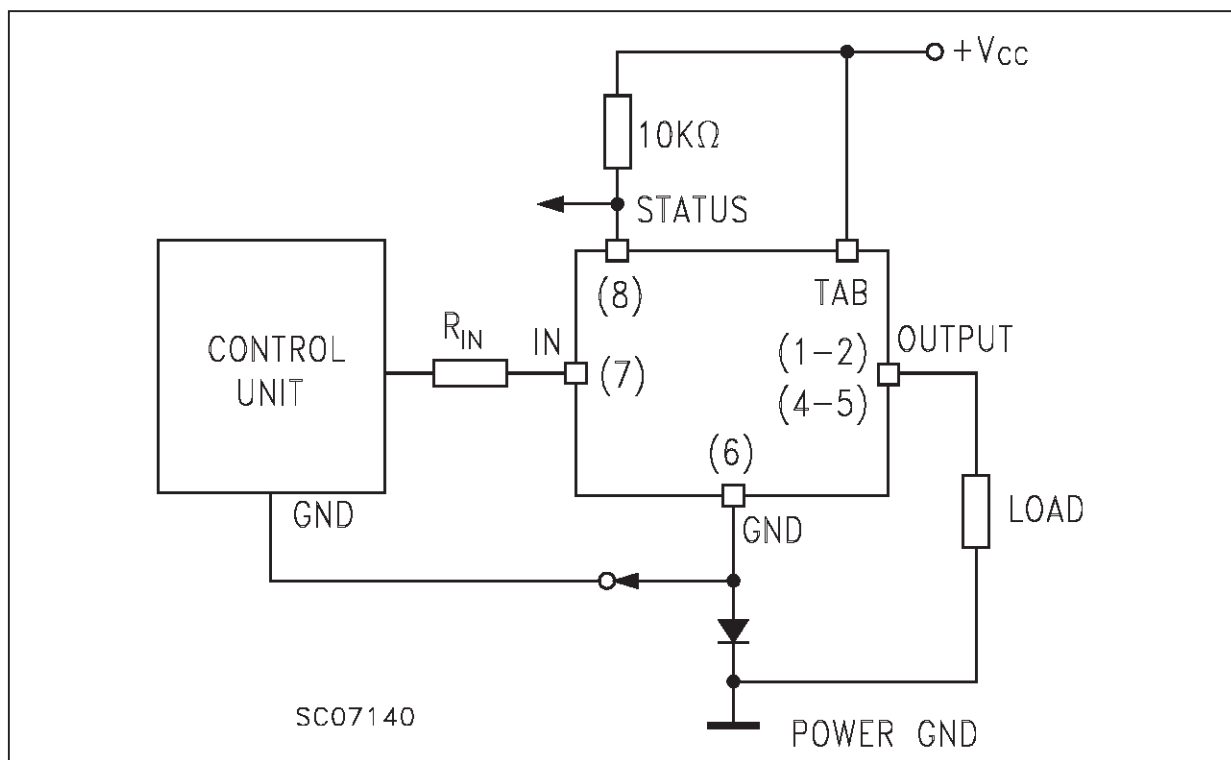 +VCC
10KΩ
STATUS
(8)
TAB
RIN
IN
(7)
(1-2)
OUTPUT
(4-5)
CONTROL
UNIT
(6)
GND
GND
LOAD
SC07140
POWER GND